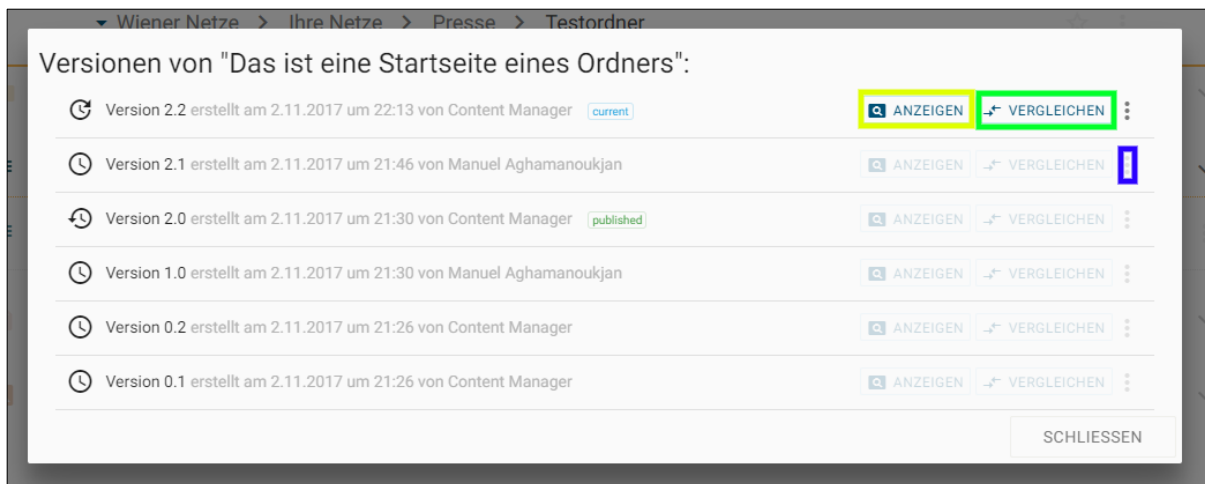 Wiener Netze > Ihre Netze > Presse > Testordner
Versionen von "Das ist eine Startseite eines Ordners":
Version 2.2 erstellt am 2.11.2017 um 22:13 von Content Manager current ANZEIGEN VERGLEICHEN
Version 2.1 erstellt am 2.11.2017 um 21:46 von Manuel Aghamanoukjan ANZEIGEN VERGLEICHEN
Version 2.0 erstellt am 2.11.2017 um 21:30 von Content Manager published ANZEIGEN VERGLEICHEN
Version 1.0 erstellt am 2.11.2017 um 21:30 von Manuel Aghamanoukjan ANZEIGEN VERGLEICHEN
Version 0.2 erstellt am 2.11.2017 um 21:26 von Content Manager ANZEIGEN VERGLEICHEN
Version 0.1 erstellt am 2.11.2017 um 21:26 von Content Manager ANZEIGEN VERGLEICHEN
SCHLIESSEN